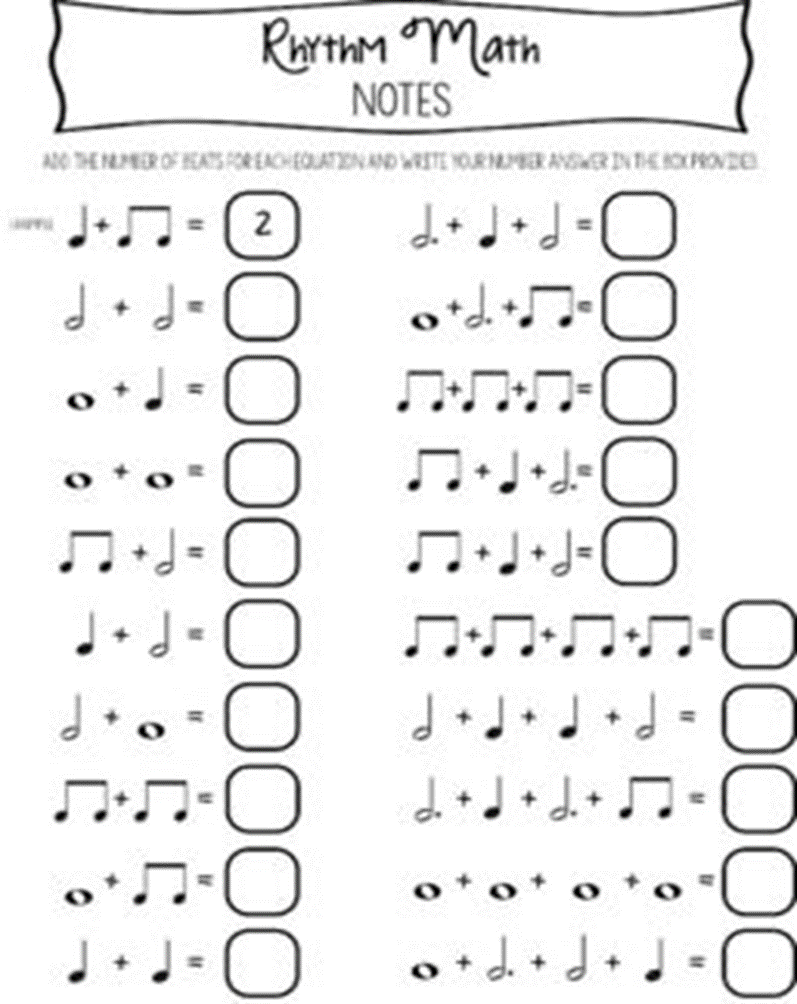 Rhythm Math
NOTES
ADD THE NUMBER OF BEATS FOR EACH EQUATION AND WRITE YOUR NUMBER ANSWER IN THE BOX PROVIDED
EXAMPLE + = 2
+ =
+ =
+ =
+ =
+ =
+ =
+ =
+ =
+ =
+ + =
+ + =
+ + =
+ + =
+ + =
+ + + =
+ + + =
+ + + =
+ + + =
+ + + =